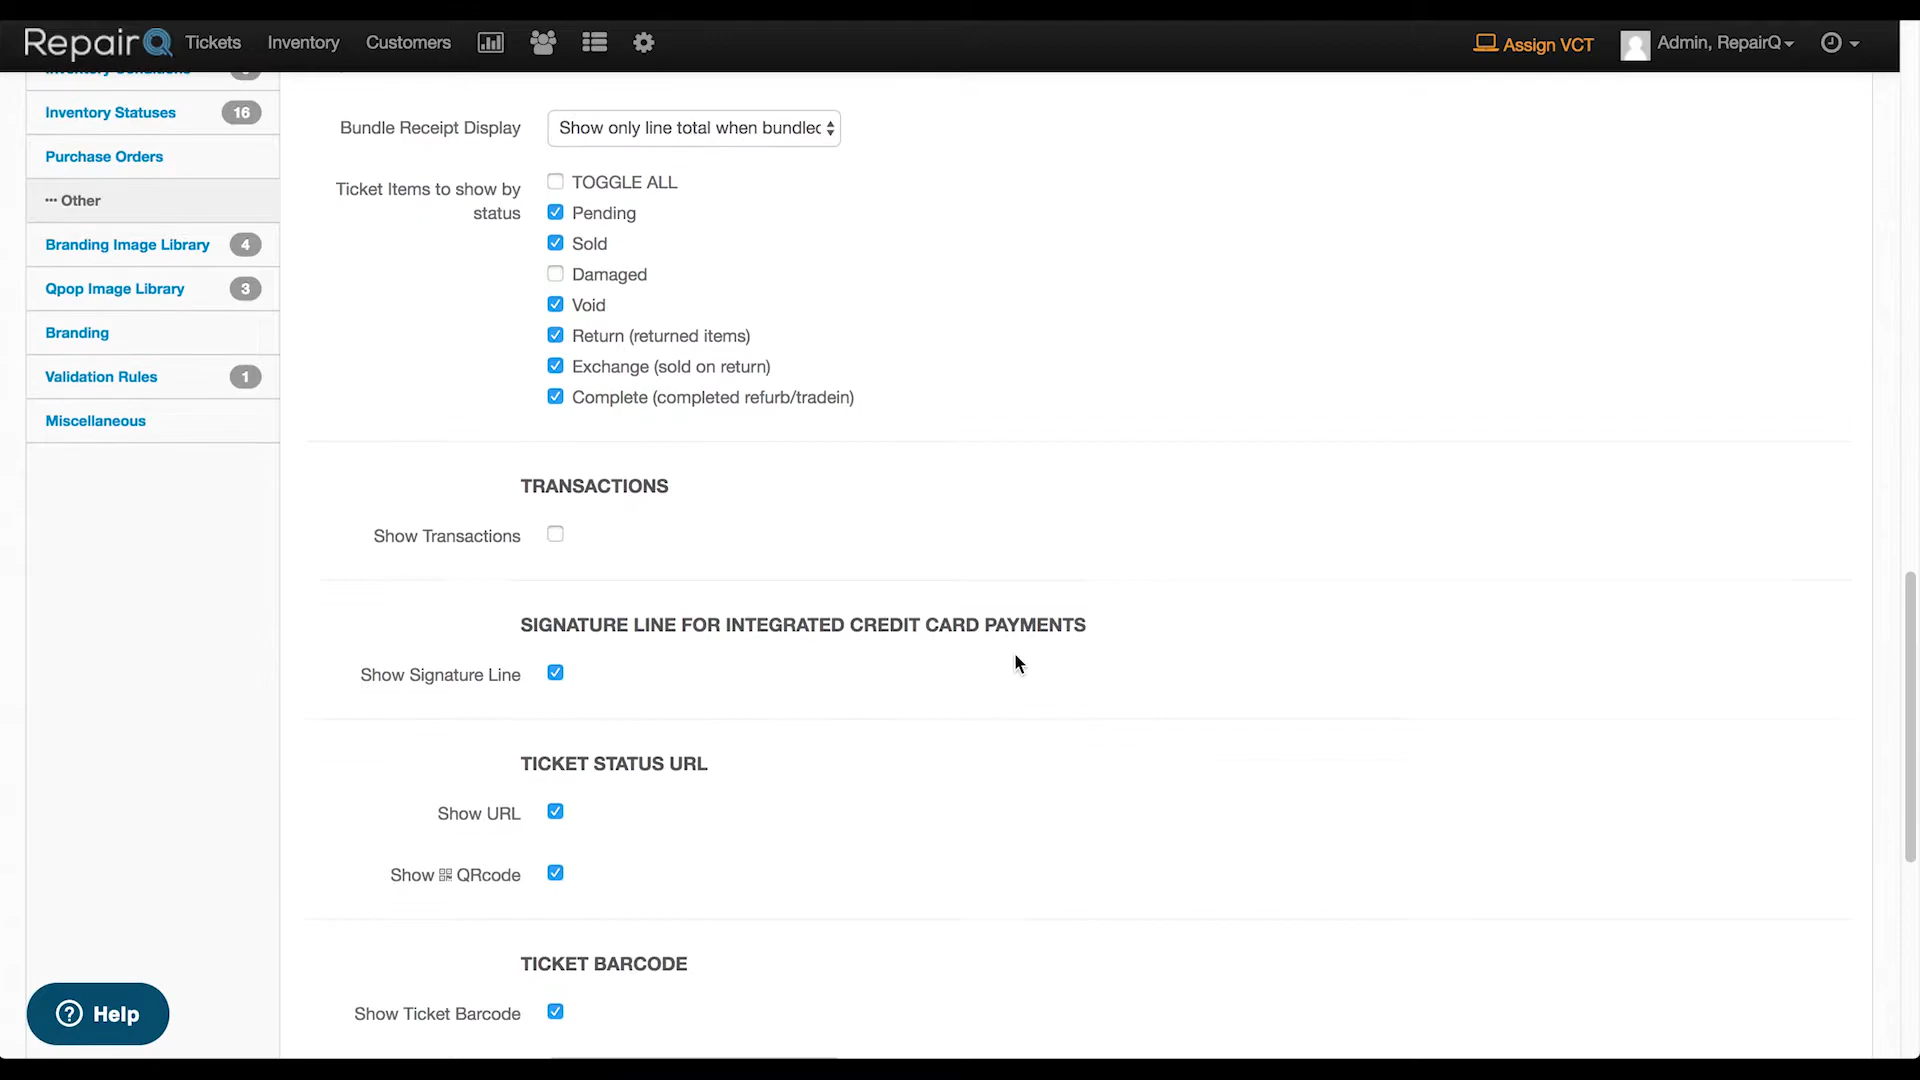 RepairQ Tickets Inventory Customers Assign VCT Admin, RepairQ
Inventory Conditions
Inventory Statuses 16
Purchase Orders
··· Other
Branding Image Library 4
Qpop Image Library 3
Branding
Validation Rules 1
Miscellaneous
Help
Bundle Receipt Display Show only line total when bundled
Ticket Items to show by
status
TOGGLE ALL
Pending
Sold
Damaged
Void
Return (returned items)
Exchange (sold on return)
Complete (completed refurb/tradein)
TRANSACTIONS
Show Transactions
SIGNATURE LINE FOR INTEGRATED CREDIT CARD PAYMENTS
Show Signature Line
TICKET STATUS URL
Show URL
Show QRcode
TICKET BARCODE
Show Ticket Barcode